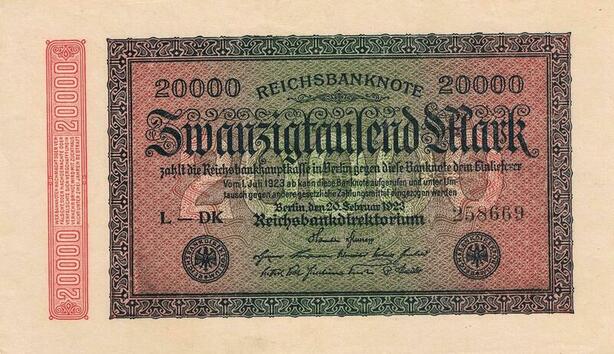 20000 REICHSBANKNOTE 20000
Zwanzigtausend Mark
zahlt die Reichsbankhauptkasse in Berlin gegen diese Banknote dem Einlieferer
Vom 1. Juli 1923 ab kann diese Banknote aufgerufen und unter Um-
tausch gegen andere gesetzliche Zahlungsmittel eingezogen werden
Berlin, den 20. Februar 1923
L — DK Reichsbankdirektorium 258669
20000
20000